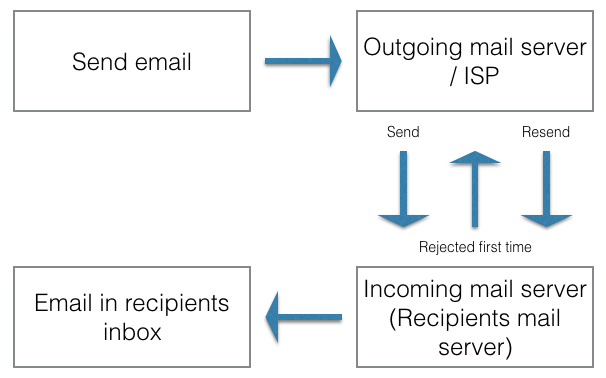 Send email
Outgoing mail server
/ ISP
Send
Resend
Rejected first time
Email in recipients
inbox
Incoming mail server
(Recipients mail
server)